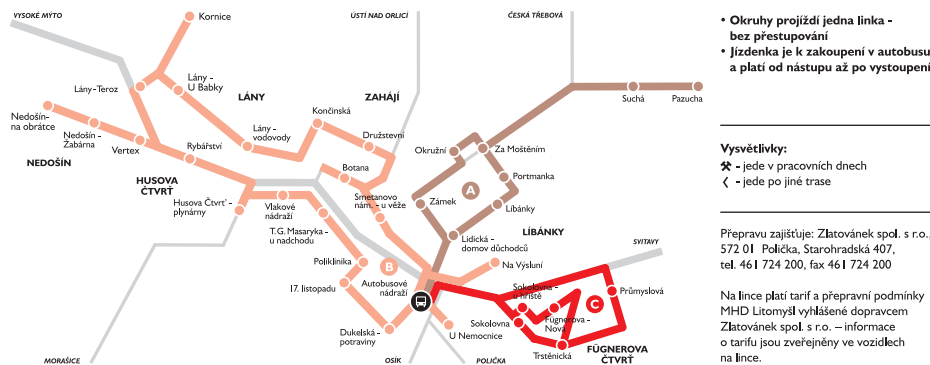 VYSOKÉ MÝTO
Kornice
ÚSTÍ NAD ORLICÍ
ČESKÁ TŘEBOVÁ
Lány-Teroz
Lány -
U Babky
LÁNY
ZAHÁJÍ
Končinská
Suchá
Pazucha
Nedošín-
na obrátce
Nedošín -
Žabárna
Vertex
Rybářství
Lány -
vodovody
Družstevní
NEDOŠÍN
Okružní
Za Moštěním
Botana
Portmanka
HUSOVA
ČTVRŤ
Husova Čtvrť -
plynárny
Vlakové
nádraží
Smetanovo
nám. - u věže
A
Zámek
Líbánky
T.G. Masaryka -
u nadchodu
LÍBÁNKY
Lidická -
domov důchodců
SVITAVY
Poliklinika
B
Na Výsluní
17. listopadu
Autobusové
nádraží
Sokolovna -
u hřiště
C
Průmyslová
Dukelská -
potraviny
U Nemocnice
Sokolovna
Fügnerova -
Nová
Trstěnická
FÜGNEROVA
ČTVRŤ
MORAŠICE
OSÍK
POLIČKA
• Okruhy projíždí jedna linka -
bez přestupování
• Jízdenka je k zakoupení v autobusu
a platí od nástupu až po vystoupení
Vysvětlivky:
⚒ - jede v pracovních dnech
〈 - jede po jiné trase
Přepravu zajišťuje: Zlatovánek spol. s r.o.,
572 01 Polička, Starohradská 407,
tel. 461 724 200, fax 461 724 200
Na lince platí tarif a přepravní podmínky
MHD Litomyšl vyhlášené dopravcem
Zlatovánek spol. s r.o. – informace
o tarifu jsou zveřejněny ve vozidlech
na lince.